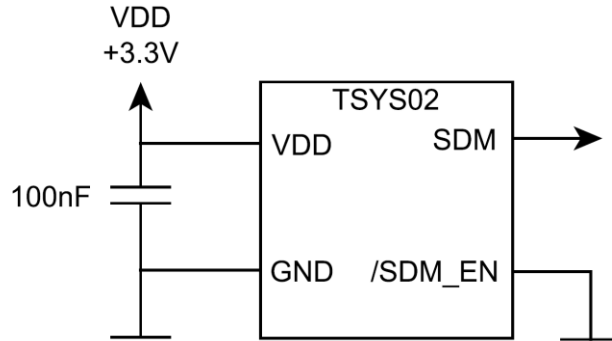 VDD
+3.3V
TSYS02
VDD
SDM
100nF
GND
/SDM_EN